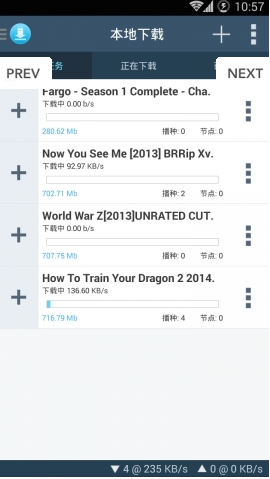 10:57
本地下载
任务
正在下载
PREV
NEXT
Fargo - Season 1 Complete - Cha.
下载中 0.00 b/s
280.62 Mb 播种: 0 节点: 0
Now You See Me [2013] BRRip Xv.
下载中 92.97 KB/s
702.71 Mb 播种: 2 节点: 0
World War Z[2013]UNRATED CUT.
下载中 0.00 b/s
707.75 Mb 播种: 0 节点: 0
How To Train Your Dragon 2 2014.
下载中 136.60 KB/s
716.79 Mb 播种: 4 节点: 0
4 @ 235 KB/s 0 @ 0 KB/s